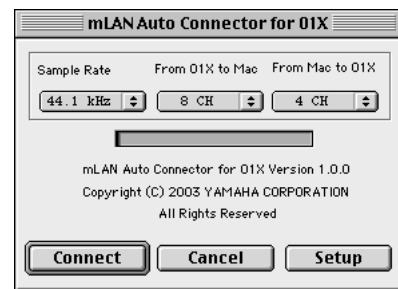 mLAN Auto Connector for 01X
Sample Rate From 01X to Mac From Mac to 01X
44.1 kHz 8 CH 4 CH
mLAN Auto Connector for 01X Version 1.0.0
Copyright (C) 2003 YAMAHA CORPORATION
All Rights Reserved
Connect Cancel Setup